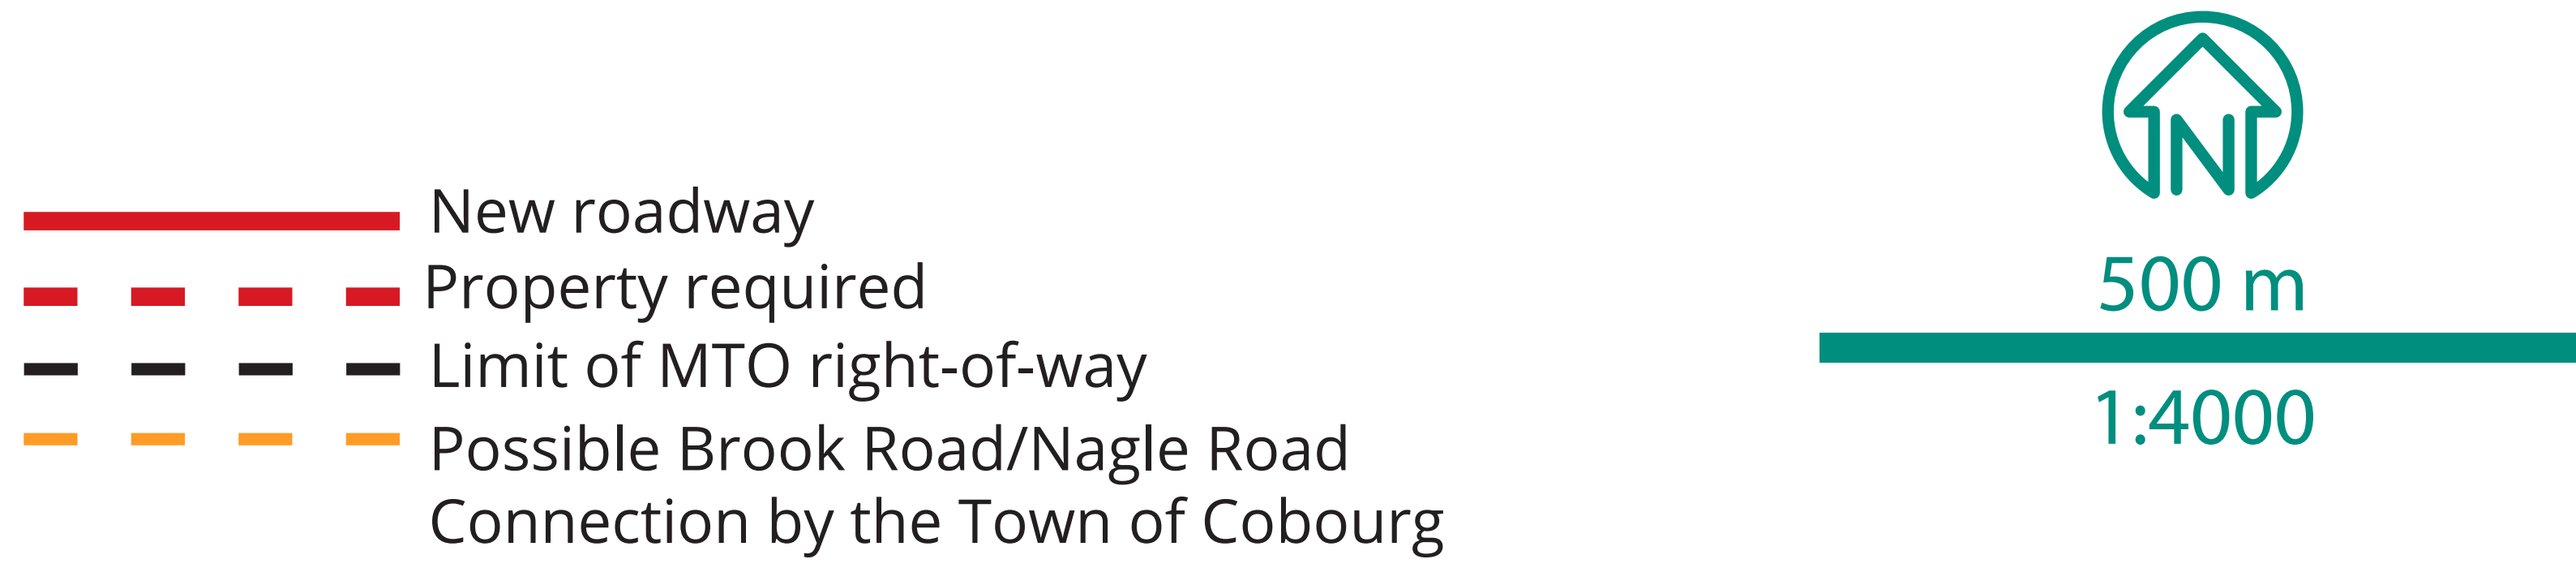 New roadway
Property required
Limit of MTO right-of-way
Possible Brook Road/Nagle Road
Connection by the Town of Cobourg
N
500 m
1:4000